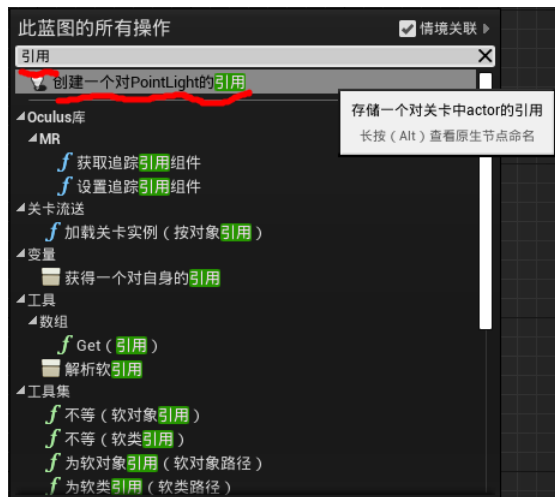 此蓝图的所有操作
情境关联
引用
创建一个对PointLight的引用
存储一个对关卡中actor的引用
长按（Alt）查看原生节点命名
Oculus库
MR
f 获取追踪引用组件
f 设置追踪引用组件
关卡流送
f 加载关卡实例（按对象引用）
变量
获得一个对自身的引用
工具
数组
f Get（引用）
解析软引用
工具集
f 不等（软对象引用）
f 不等（软类引用）
f 为软对象引用（软对象路径）
f 为软类引用（软类路径）